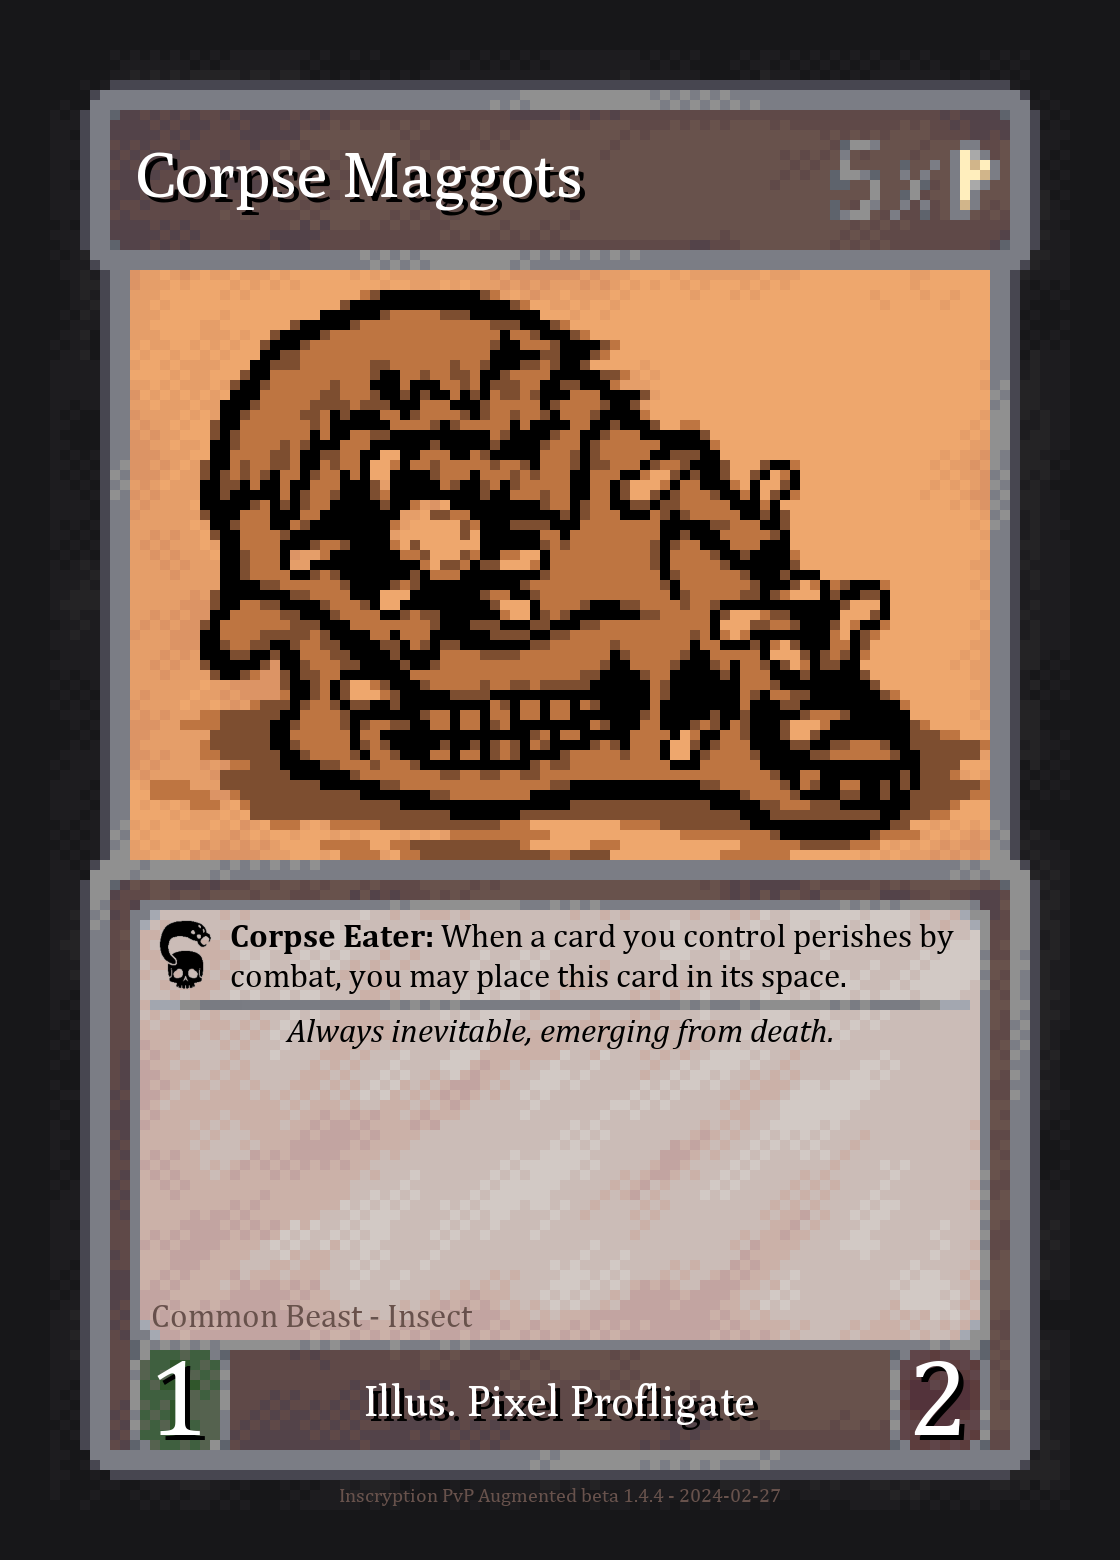 Corpse Maggots 5x
Corpse Eater: When a card you control perishes by
combat, you may place this card in its space.
Always inevitable, emerging from death.
Common Beast - Insect
1 Illus. Pixel Profligate 2
Inscryption PvP Augmented beta 1.4.4 - 2024-02-27